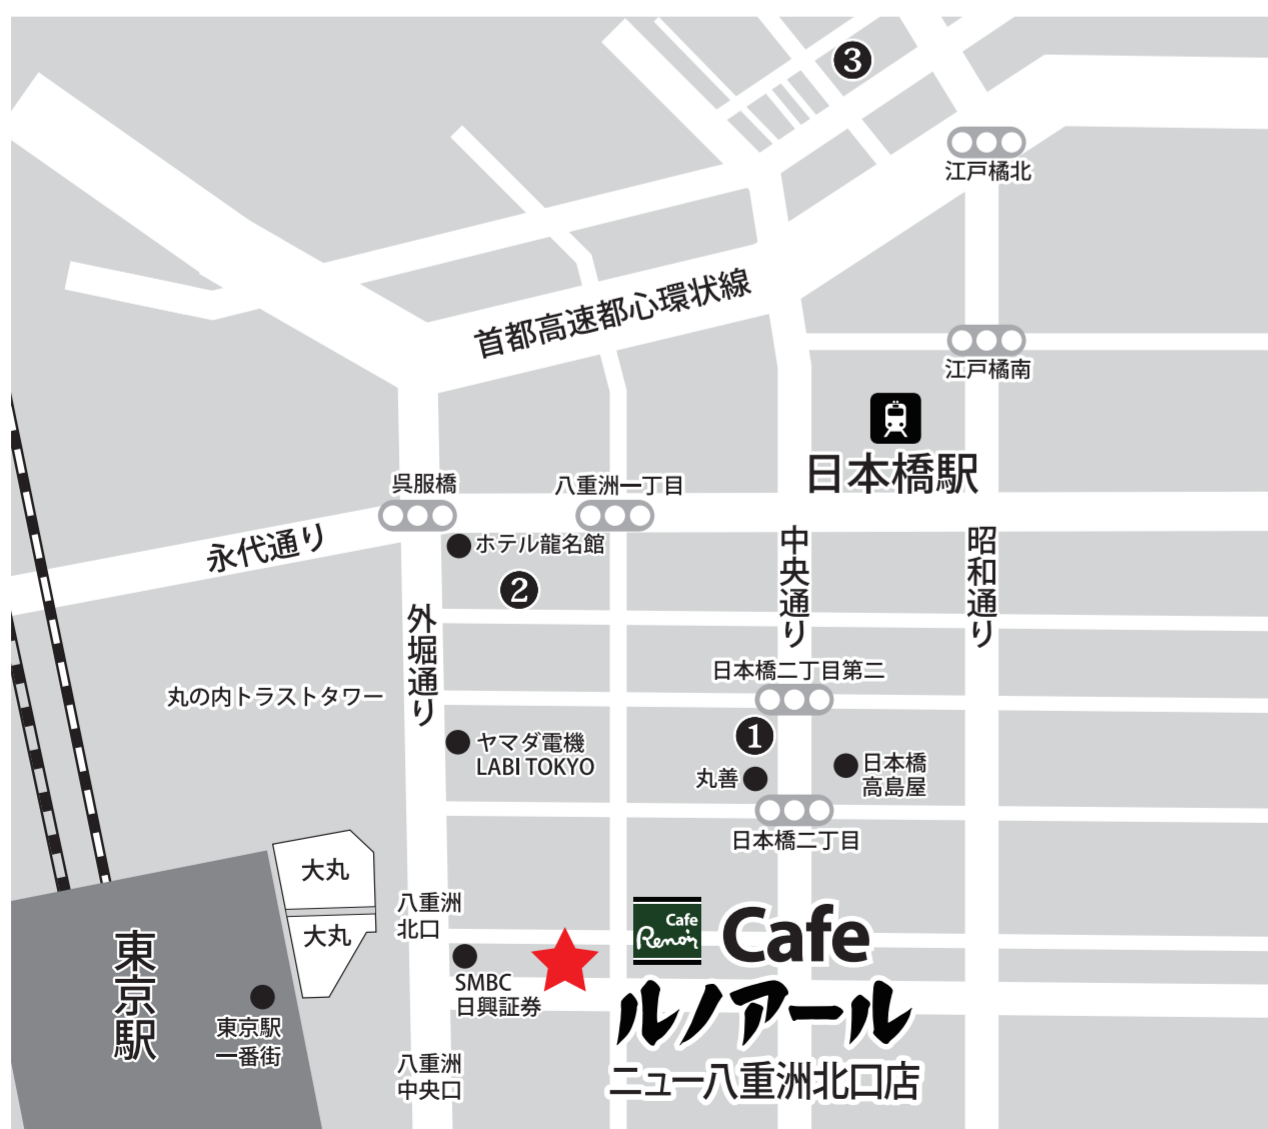 ❸
江戸橘北
首都高速都心環状線
江戸橘南
日本橋駅
呉服橋
八重洲一丁目
永代通り
ホテル龍名館
❷
中央通り
昭和通り
外堀通り
日本橋二丁目第二
丸の内トラストタワー
❶
ヤマダ電機
LABI TOKYO
丸善
日本橋
高島屋
日本橋二丁目
大丸
大丸
八重洲
北口
Cafe
Renoir
Cafe
ルノアール
ニュー八重洲北口店
東京駅
SMBC
日興証券
東京駅
一番街
八重洲
中央口